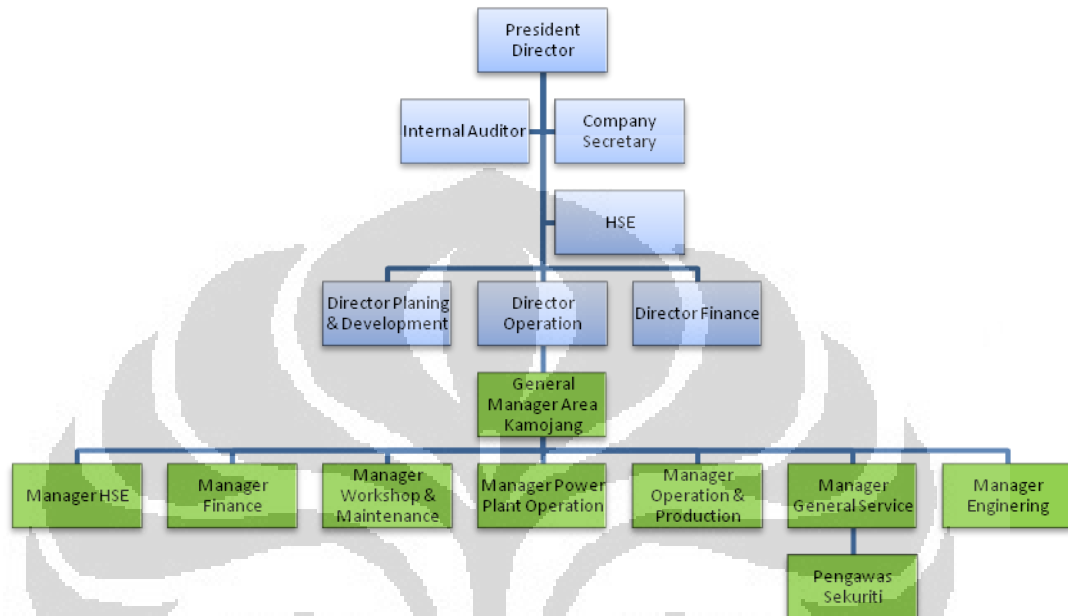 President
Director
Internal Auditor
Company
Secretary
HSE
Director Planing
& Development
Director
Operation
Director Finance
General
Manager Area
Kamojang
Manager HSE
Manager
Finance
Manager
Workshop &
Maintenance
Manager Power
Plant Operation
Manager
Operation &
Production
Manager
General Service
Manager
Enginering
Pengawas
Sekuriti